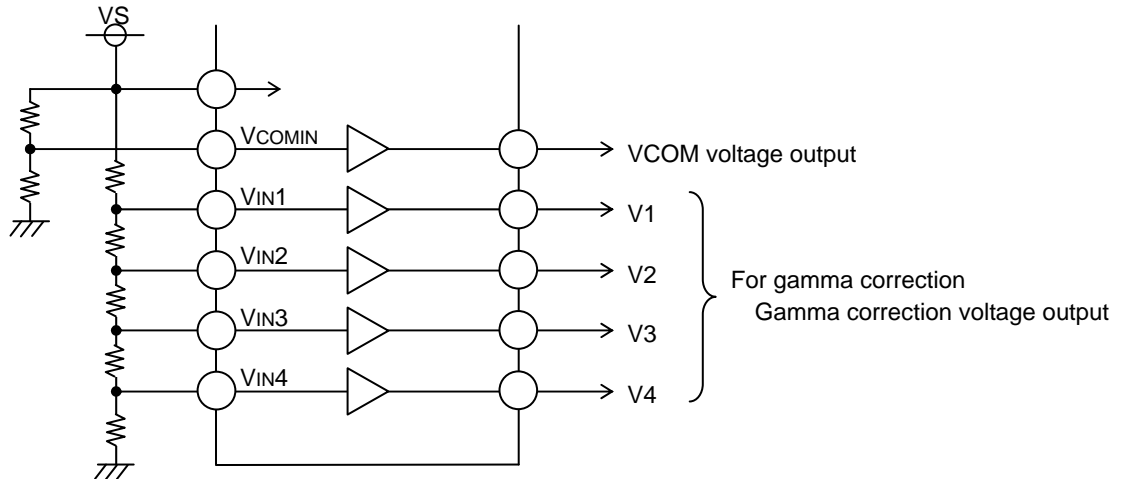 VS
VCOMIN
VCOM voltage output
VIN1
V1
VIN2
V2
For gamma correction
Gamma correction voltage output
VIN3
V3
VIN4
V4